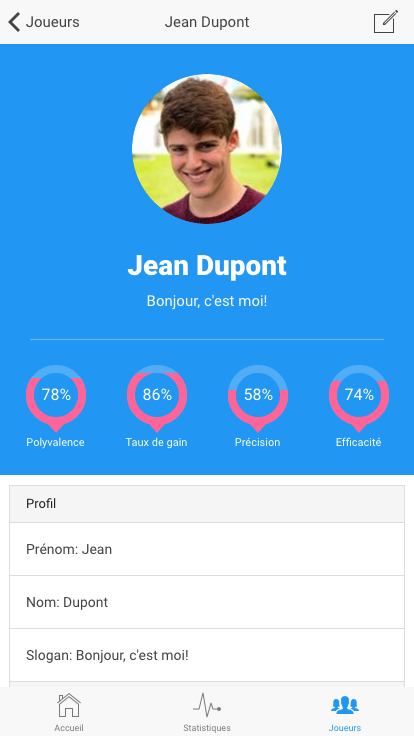 Joueurs
Jean Dupont
Jean Dupont
Bonjour, c'est moi!
78%
86%
58%
74%
Polyvalence
Taux de gain
Précision
Efficacité
Profil
Prénom: Jean
Nom: Dupont
Slogan: Bonjour, c'est moi!
Accueil
Statistiques
Joueurs